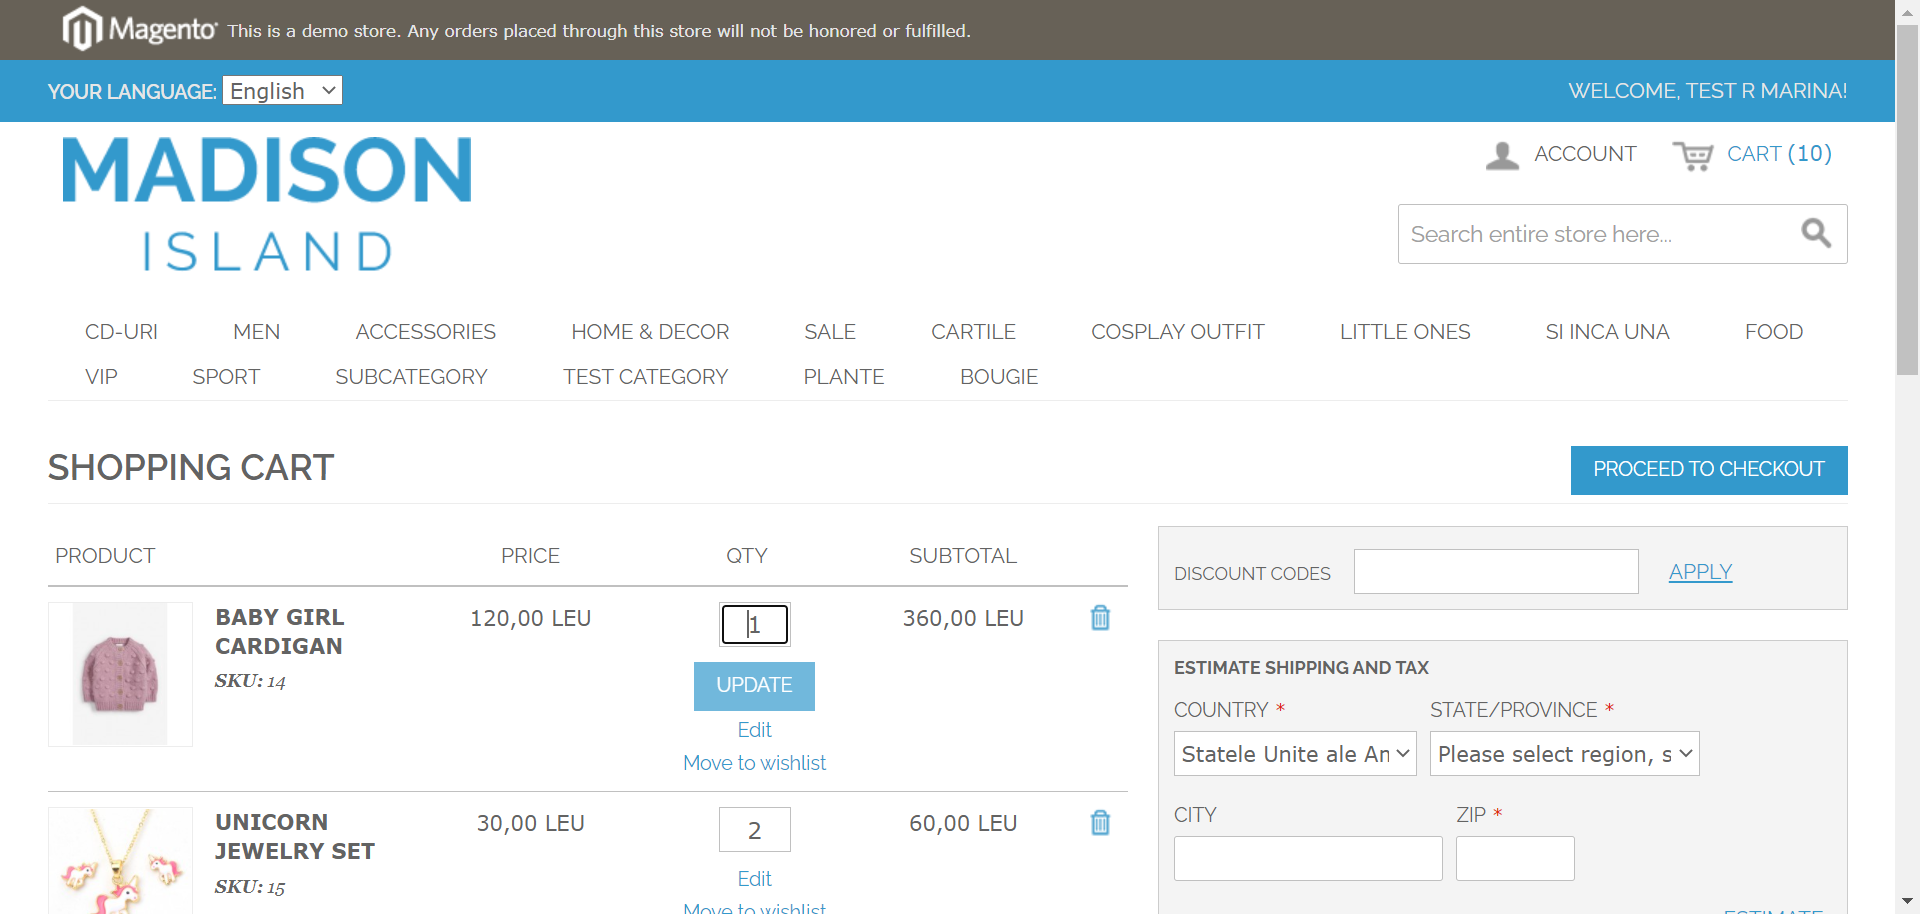 Magento This is a demo store. Any orders placed through this store will not be honored or fulfilled.
YOUR LANGUAGE: English WELCOME, TEST R MARINA!
MADISON
ISLAND
ACCOUNT CART (10)
Search entire store here...
CD-URI MEN ACCESSORIES HOME & DECOR SALE CARTILE COSPLAY OUTFIT LITTLE ONES SI INCA UNA FOOD
VIP SPORT SUBCATEGORY TEST CATEGORY PLANTE BOUGIE
SHOPPING CART
PROCEED TO CHECKOUT
PRODUCT PRICE QTY SUBTOTAL
BABY GIRL
CARDIGAN
SKU: 14
120,00 LEU
1
UPDATE
Edit
Move to wishlist
360,00 LEU
UNICORN
JEWELRY SET
SKU: 15
30,00 LEU
2
Edit
Move to wishlist
60,00 LEU
DISCOUNT CODES APPLY
ESTIMATE SHIPPING AND TAX
COUNTRY * STATE/PROVINCE *
Statele Unite ale Am Please select region, s
CITY ZIP *
ESTIMATE